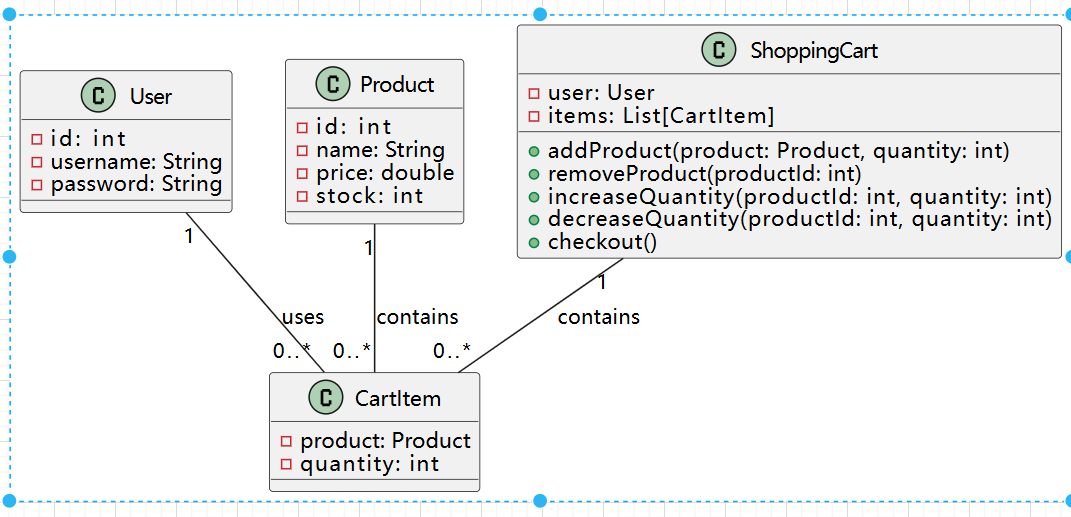 C User
id: int
username: String
password: String
C Product
id: int
name: String
price: double
stock: int
C ShoppingCart
user: User
items: List[CartItem]
addProduct(product: Product, quantity: int)
removeProduct(productId: int)
increaseQuantity(productId: int, quantity: int)
decreaseQuantity(productId: int, quantity: int)
checkout()
1
1
1
uses
contains
contains
0..*
0..*
0..*
C CartItem
product: Product
quantity: int